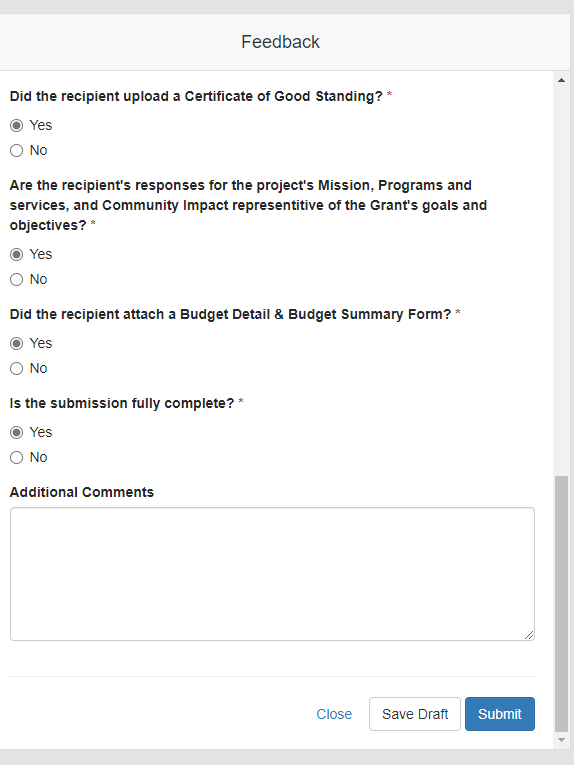 Feedback
Did the recipient upload a Certificate of Good Standing? *
Yes
No
Are the recipient's responses for the project's Mission, Programs and
services, and Community Impact representitive of the Grant's goals and
objectives? *
Yes
No
Did the recipient attach a Budget Detail & Budget Summary Form? *
Yes
No
Is the submission fully complete? *
Yes
No
Additional Comments
Close Save Draft Submit